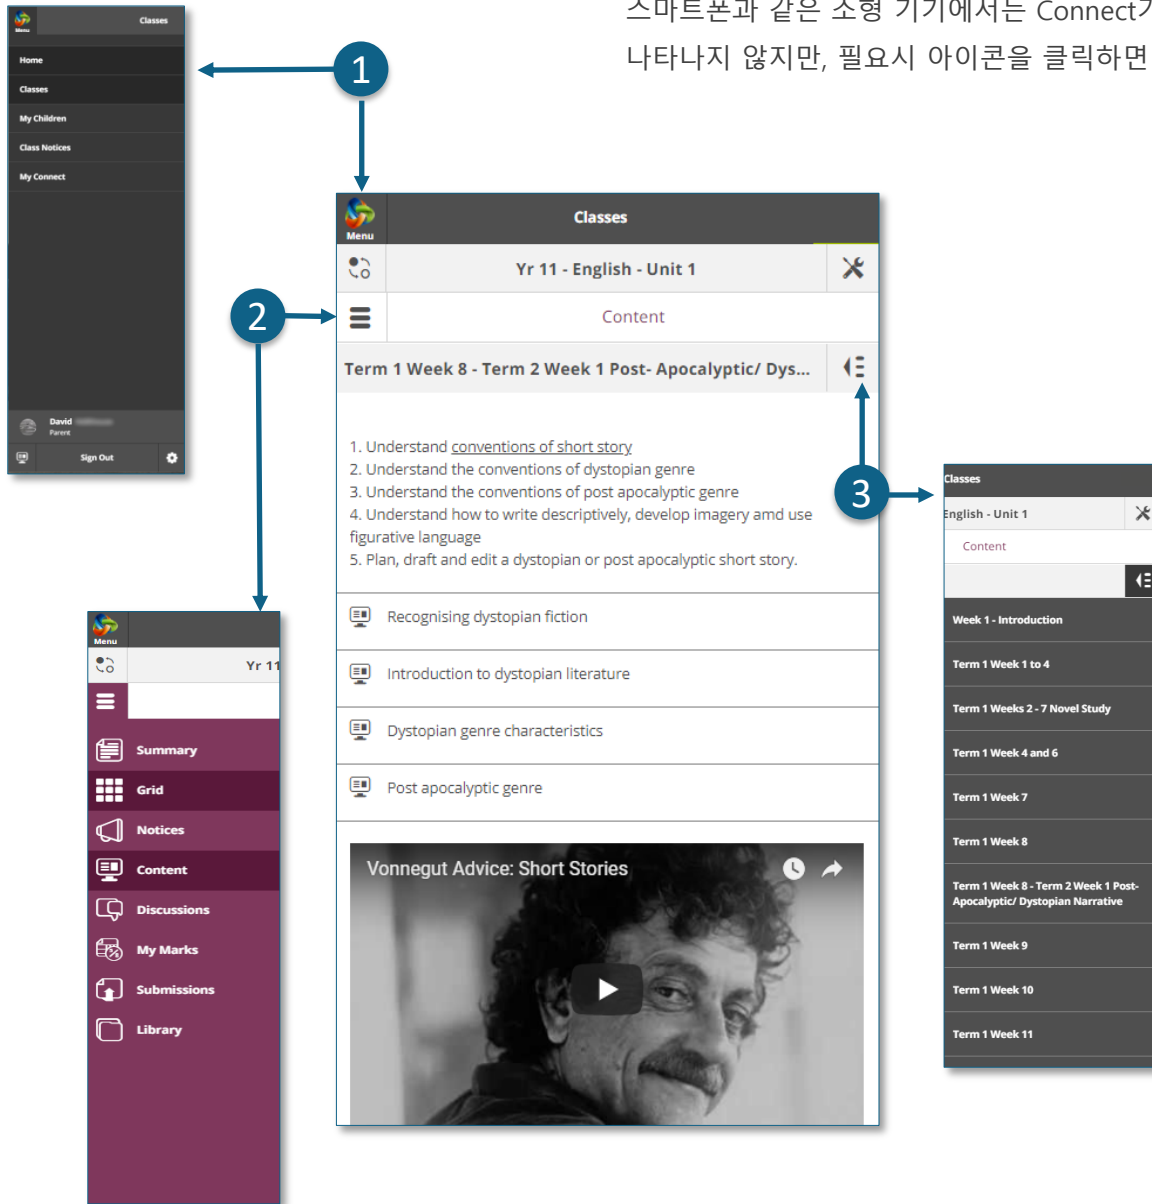 스마트폰과 같은 소형 기기에서는 Connect
나타나지 않지만, 필요시 아이콘을 클릭하면
Menu
Classes
Home
Classes
My Children
Class Notices
My Connect
David
Parent
Sign Out
1
Menu
Classes
Yr 11 - English - Unit 1
Content
Term 1 Week 8 - Term 2 Week 1 Post- Apocalyptic/ Dys...
1. Understand conventions of short story
2. Understand the conventions of dystopian genre
3. Understand the conventions of post apocalyptic genre
4. Understand how to write descriptively, develop imagery amd use
figurative language
5. Plan, draft and edit a dystopian or post apocalyptic short story.
Recognising dystopian fiction
Introduction to dystopian literature
Dystopian genre characteristics
Post apocalyptic genre
Vonnegut Advice: Short Stories
2
Menu
Yr 11
Summary
Grid
Notices
Content
Discussions
My Marks
Submissions
Library
3
Classes
English - Unit 1
Content
Week 1 - Introduction
Term 1 Week 1 to 4
Term 1 Weeks 2 - 7 Novel Study
Term 1 Week 4 and 6
Term 1 Week 7
Term 1 Week 8
Term 1 Week 8 - Term 2 Week 1 Post-
Apocalyptic/ Dystopian Narrative
Term 1 Week 9
Term 1 Week 10
Term 1 Week 11